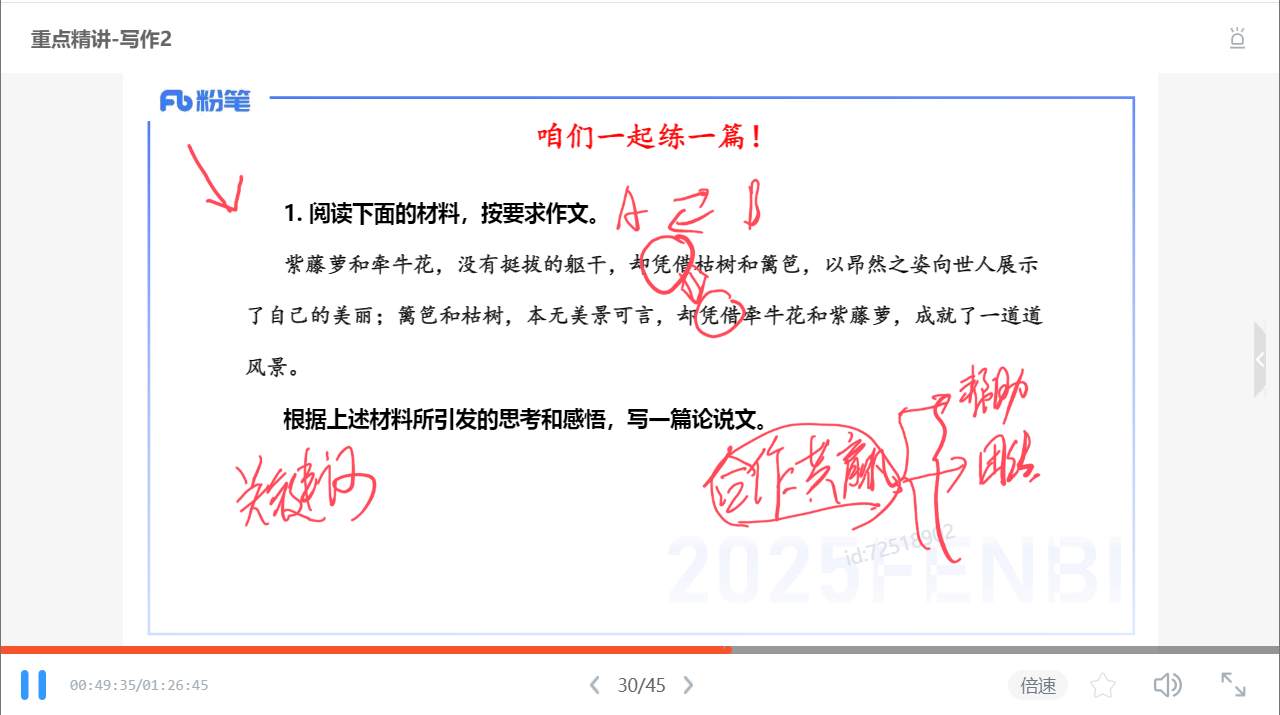 重点精讲-写作2
粉笔
咱们一起练一篇！
1. 阅读下面的材料，按要求作文。
A ⇌ B
紫藤萝和牵牛花，没有挺拔的躯干，却凭借枯树和篱笆，以昂然之姿向世人展示
了自己的美丽；篱笆和枯树，本无美景可言，却凭借牵牛花和紫藤萝，成就了一道道
风景。
根据上述材料所引发的思考和感悟，写一篇论说文。
帮助
团结
关键词
合作共赢
id:72518902
2025FENBI
00:49:35/01:26:45
30/45
倍速